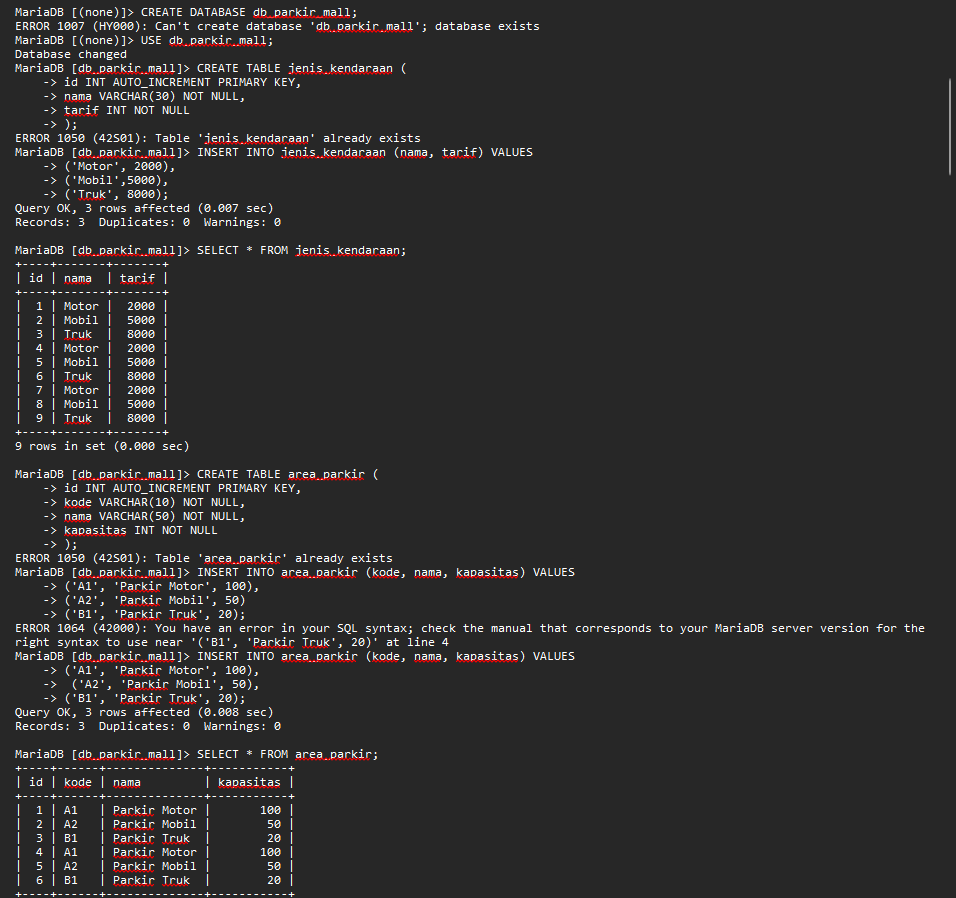 MariaDB [(none)]> CREATE DATABASE db_parkir_mall;
ERROR 1007 (HY000): Can't create database 'db_parkir_mall'; database exists
MariaDB [(none)]> USE db_parkir_mall;
Database changed
MariaDB [db_parkir_mall]> CREATE TABLE jenis_kendaraan (
    -> id INT AUTO_INCREMENT PRIMARY KEY,
    -> nama VARCHAR(30) NOT NULL,
    -> tarif INT NOT NULL
    -> );
ERROR 1050 (42S01): Table 'jenis_kendaraan' already exists
MariaDB [db_parkir_mall]> INSERT INTO jenis_kendaraan (nama, tarif) VALUES
    -> ('Motor', 2000),
    -> ('Mobil',5000),
    -> ('Truk', 8000);
Query OK, 3 rows affected (0.007 sec)
Records: 3  Duplicates: 0  Warnings: 0

MariaDB [db_parkir_mall]> SELECT * FROM jenis_kendaraan;
+----+-------+-------+
| id | nama  | tarif |
+----+-------+-------+
|  1 | Motor |  2000 |
|  2 | Mobil |  5000 |
|  3 | Truk  |  8000 |
|  4 | Motor |  2000 |
|  5 | Mobil |  5000 |
|  6 | Truk  |  8000 |
|  7 | Motor |  2000 |
|  8 | Mobil |  5000 |
|  9 | Truk  |  8000 |
+----+-------+-------+
9 rows in set (0.000 sec)

MariaDB [db_parkir_mall]> CREATE TABLE area_parkir (
    -> id INT AUTO_INCREMENT PRIMARY KEY,
    -> kode VARCHAR(10) NOT NULL,
    -> nama VARCHAR(50) NOT NULL,
    -> kapasitas INT NOT NULL
    -> );
ERROR 1050 (42S01): Table 'area_parkir' already exists
MariaDB [db_parkir_mall]> INSERT INTO area_parkir (kode, nama, kapasitas) VALUES
    -> ('A1', 'Parkir Motor', 100),
    -> ('A2', 'Parkir Mobil', 50)
    -> ('B1', 'Parkir Truk', 20);
ERROR 1064 (42000): You have an error in your SQL syntax; check the manual that corresponds to your MariaDB server version for the
right syntax to use near '('B1', 'Parkir Truk', 20)' at line 4
MariaDB [db_parkir_mall]> INSERT INTO area_parkir (kode, nama, kapasitas) VALUES
    -> ('A1', 'Parkir Motor', 100),
    ->  ('A2', 'Parkir Mobil', 50),
    -> ('B1', 'Parkir Truk', 20);
Query OK, 3 rows affected (0.008 sec)
Records: 3  Duplicates: 0  Warnings: 0

MariaDB [db_parkir_mall]> SELECT * FROM area_parkir;
+----+------+--------------+-----------+
| id | kode | nama         | kapasitas |
+----+------+--------------+-----------+
|  1 | A1   | Parkir Motor |       100 |
|  2 | A2   | Parkir Mobil |        50 |
|  3 | B1   | Parkir Truk  |        20 |
|  4 | A1   | Parkir Motor |       100 |
|  5 | A2   | Parkir Mobil |        50 |
|  6 | B1   | Parkir Truk  |        20 |
+----+------+--------------+-----------+